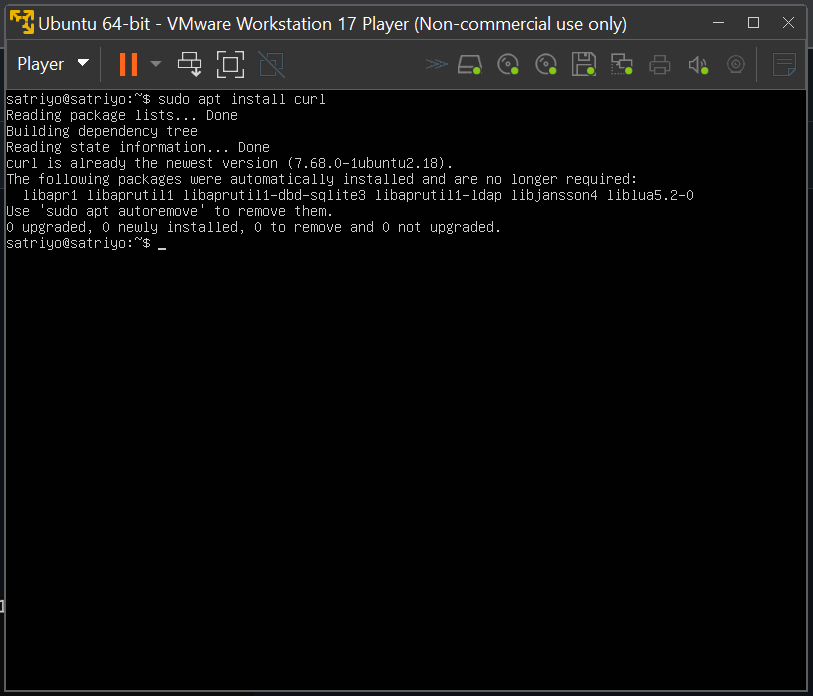 Ubuntu 64-bit - VMware Workstation 17 Player (Non-commercial use only)
Player
satriyo@satriyo:~$ sudo apt install curl
Reading package lists... Done
Building dependency tree
Reading state information... Done
curl is already the newest version (7.68.0-1ubuntu2.18).
The following packages were automatically installed and are no longer required:
  libapr1 libaprutil1 libaprutil1-dbd-sqlite3 libaprutil1-ldap libjansson4 liblua5.2-0
Use 'sudo apt autoremove' to remove them.
0 upgraded, 0 newly installed, 0 to remove and 0 not upgraded.
satriyo@satriyo:~$ _